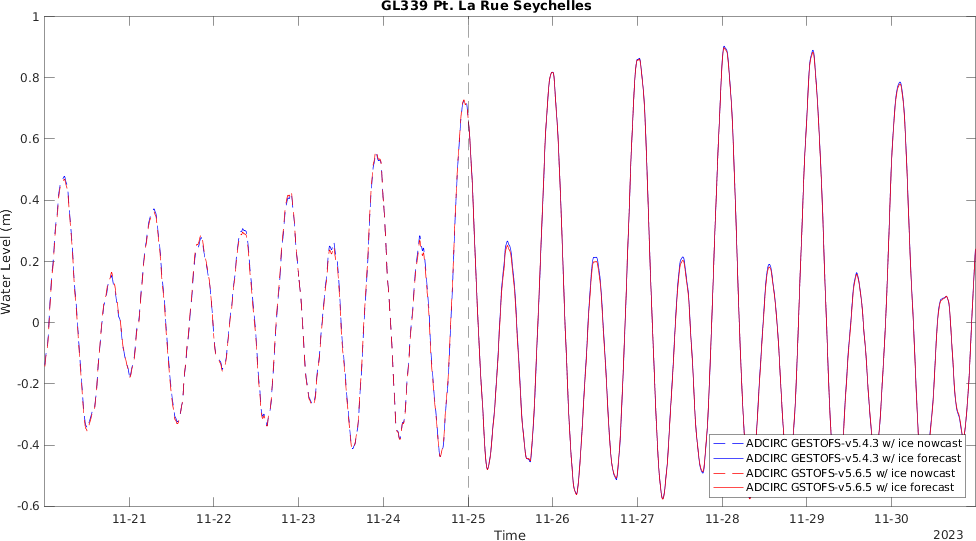 GL339 Pt. La Rue Seychelles
1
0.8
0.6
0.4
0.2
0
-0.2
-0.4
-0.6
Water Level (m)
ADCIRC GESTOFS-v5.4.3 w/ ice nowcast
ADCIRC GESTOFS-v5.4.3 w/ ice forecast
ADCIRC GSTOFS-v5.6.5 w/ ice nowcast
ADCIRC GSTOFS-v5.6.5 w/ ice forecast
11-21 11-22 11-23 11-24 11-25 11-26 11-27 11-28 11-29 11-30
Time
2023